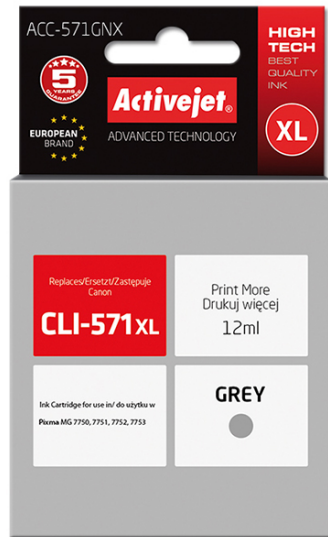 ACC-571GNX
HIGH
TECH
BEST
QUALITY
INK
5
YEARS
GUARANTEE
Activejet®
EUROPEAN
BRAND
ADVANCED TECHNOLOGY
XL
Replaces/Ersetzt/Zastępuje
Canon
CLI-571XL
Print More
Drukuj więcej
12ml
Ink Cartridge for use in/ do użytku w
Pixma MG 7750, 7751, 7752, 7753
GREY